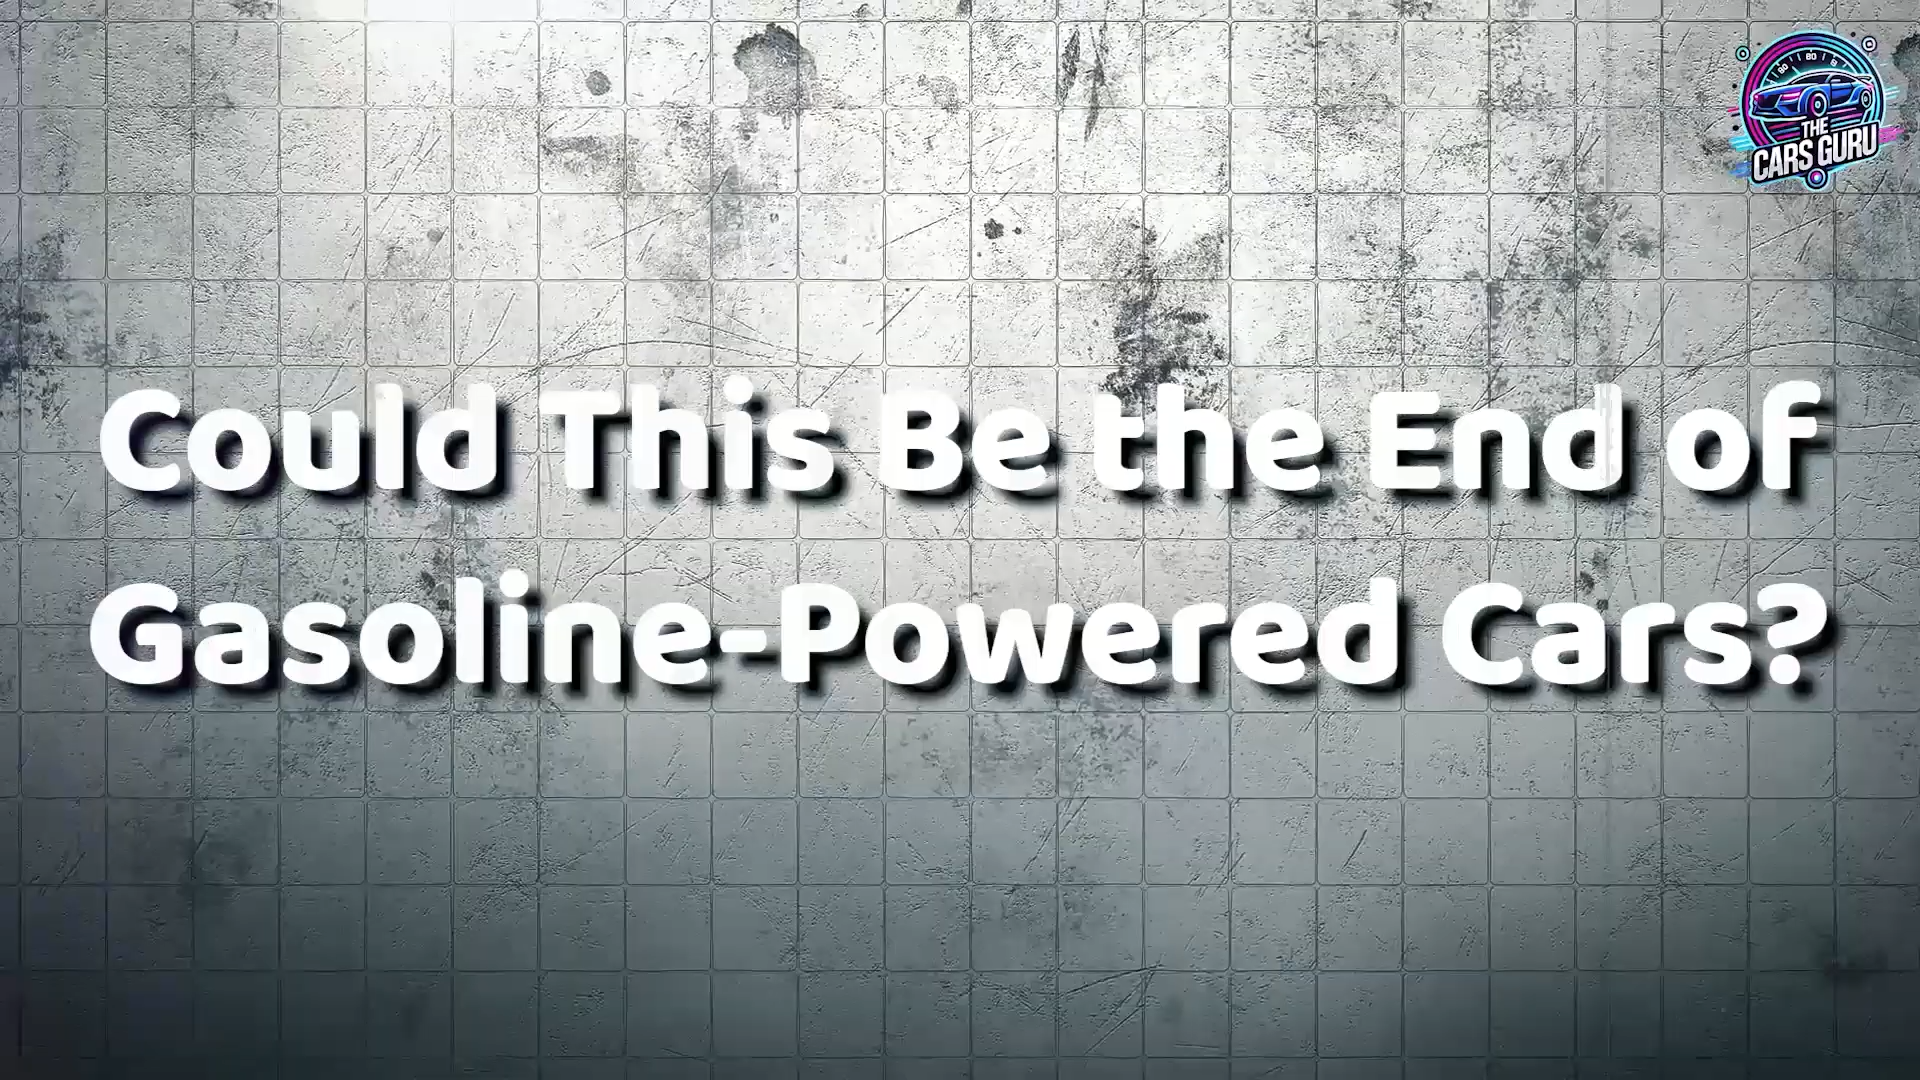 THE
CARS GURU
Could This Be the End of
Gasoline-Powered Cars?